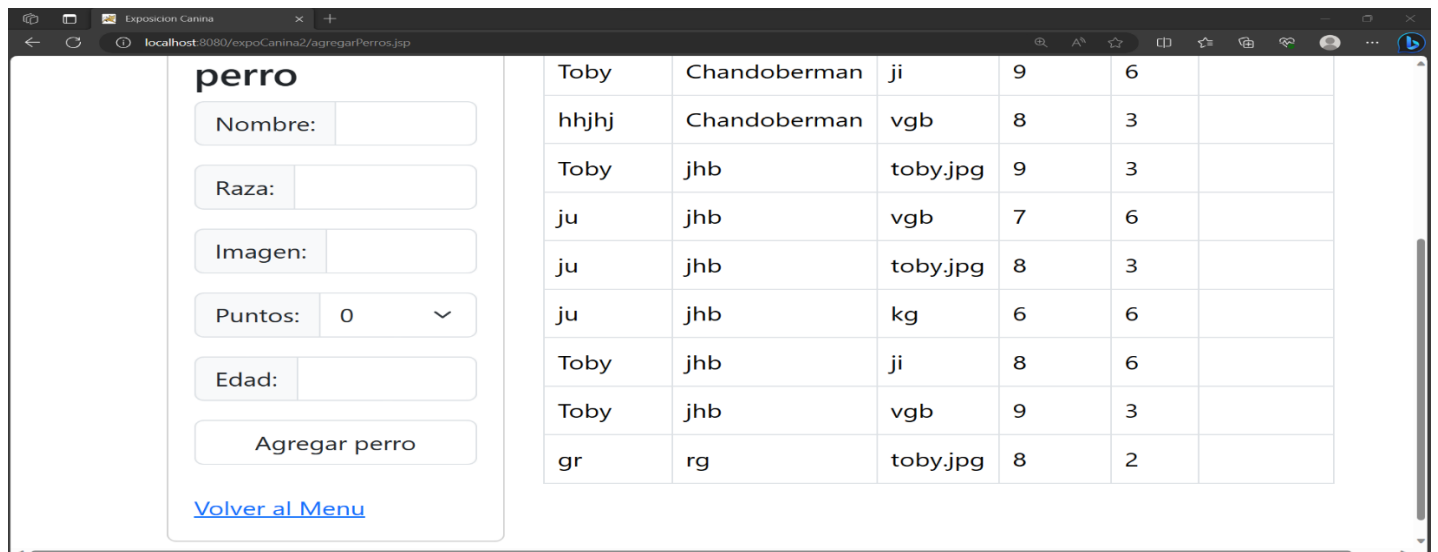 Exposicion Canina
localhost:8080/expoCanina2/agregarPerros.jsp
perro
Nombre:
Raza:
Imagen:
Puntos: 0
Edad:
Agregar perro
Volver al Menu
Toby Chandoberman ji 9 6
hhjhj Chandoberman vgb 8 3
Toby jhb toby.jpg 9 3
ju jhb vgb 7 6
ju jhb toby.jpg 8 3
ju jhb kg 6 6
Toby jhb ji 8 6
Toby jhb vgb 9 3
gr rg toby.jpg 8 2